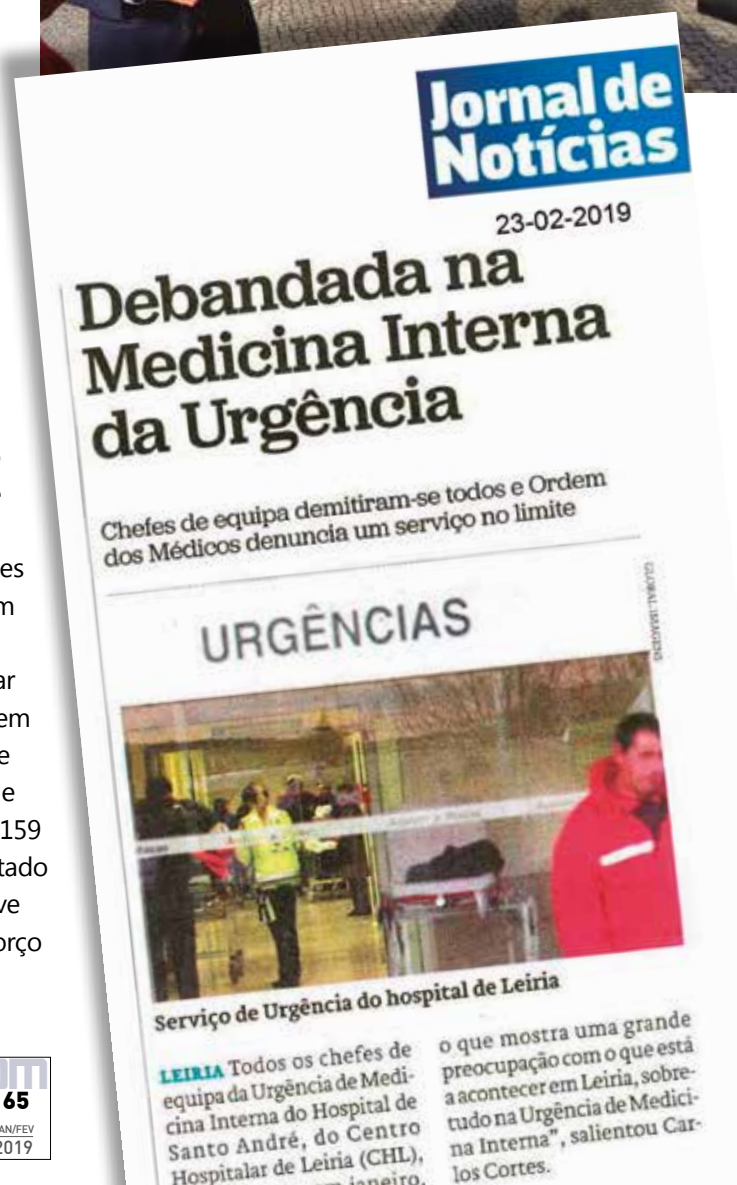 Jornal de
Notícias
23-02-2019
Debandada na
Medicina Interna
da Urgência
Chefes de equipa demitiram-se todos e Ordem
dos Médicos denuncia um serviço no limite
GLOBAL IMAGENS
URGÊNCIAS
Serviço de Urgência do hospital de Leiria
LEIRIA Todos os chefes de
equipa da Urgência de Medi-
cina Interna do Hospital de
Santo André, do Centro
Hospitalar de Leiria (CHL),
janeiro,
o que mostra uma grande
preocupação com o que está
a acontecer em Leiria, sobre-
tudo na Urgência de Medici-
na Interna", salientou Car-
los Cortes.
es
m
ar
em
e
e
159
tado
ve
orço
65
AN/FEV
2019